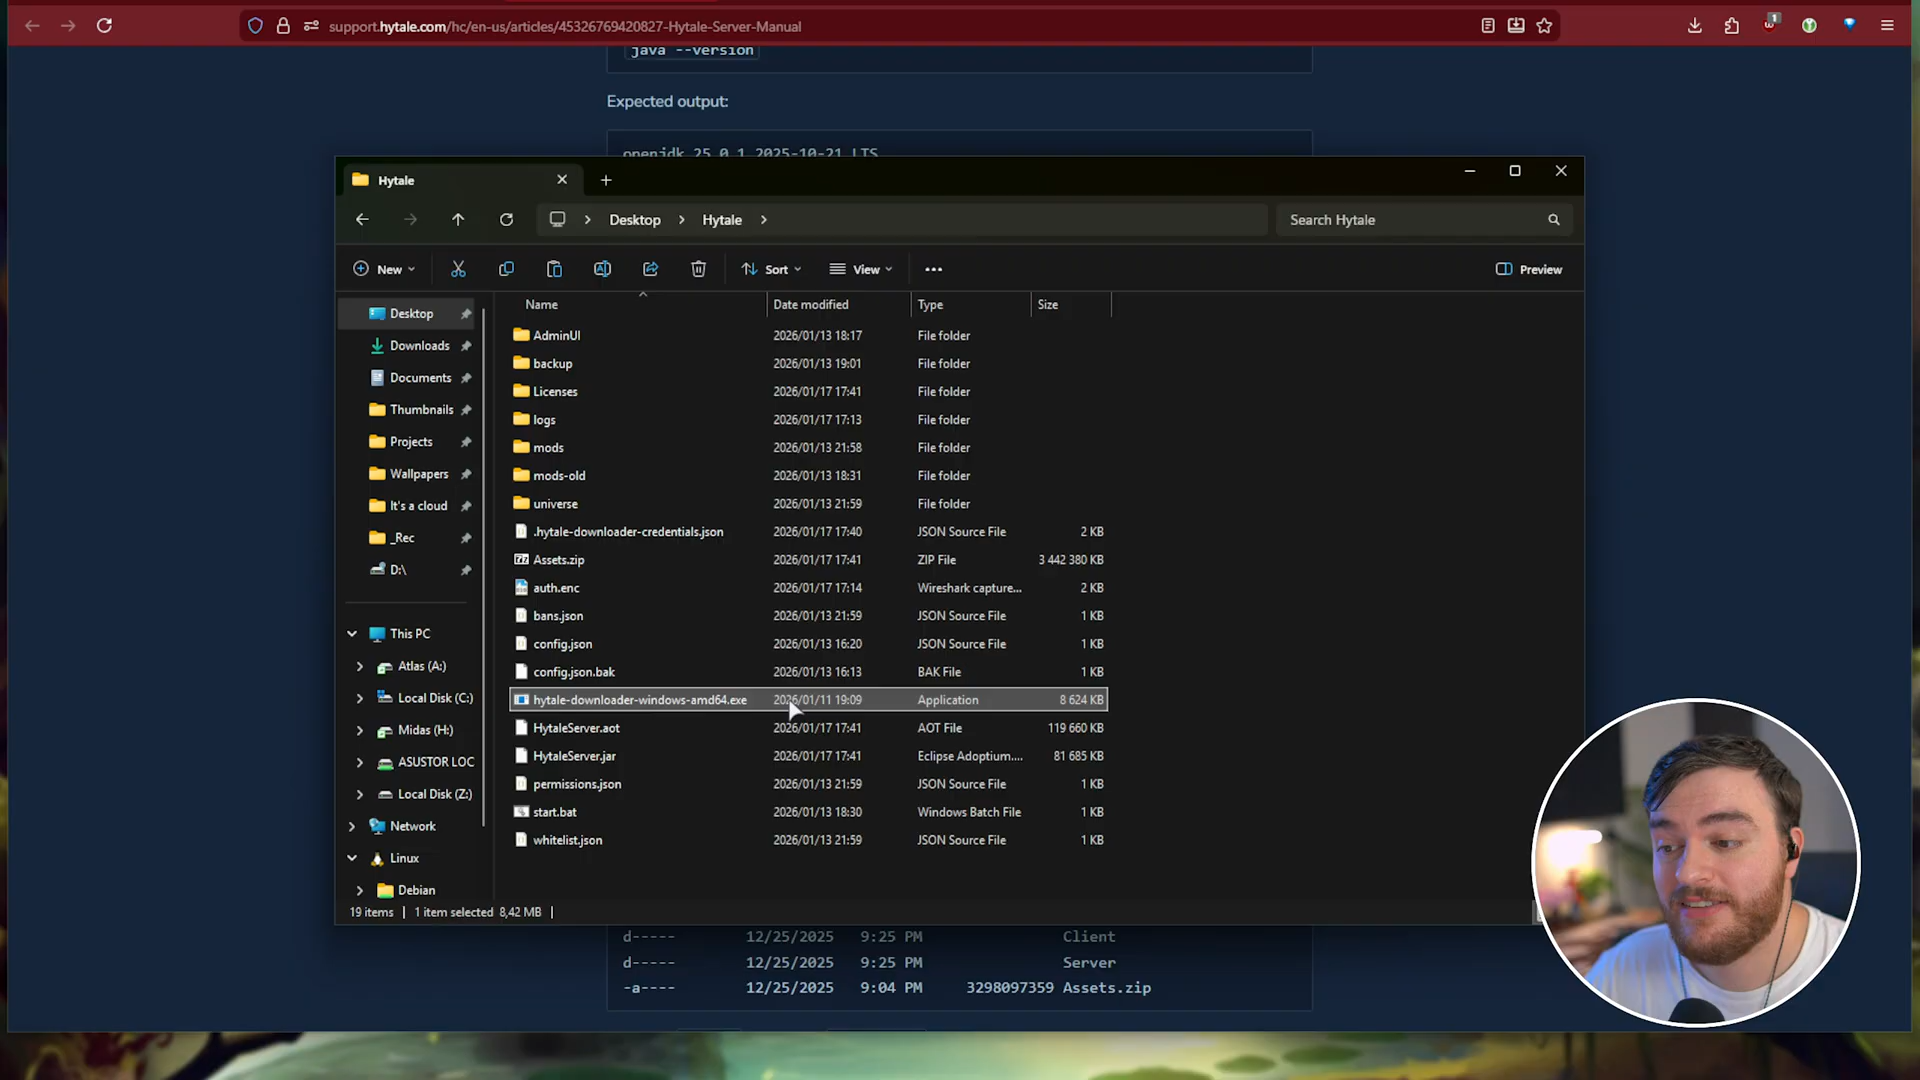 support.hytale.com/hc/en-us/articles/45326769420827-Hytale-Server-Manual
1
java --version
Expected output:
openjdk 25.0.1 2025-10-21 LTS
Hytale
Desktop
Hytale
Search Hytale
New
Sort
View
Preview
Name
Date modified
Type
Size
Desktop
Downloads
Documents
Thumbnails
Projects
Wallpapers
It's a cloud
_Rec
D:\
This PC
Atlas (A:)
Local Disk (C:)
Midas (H:)
ASUSTOR LOC
Local Disk (Z:)
Network
Linux
Debian
AdminUI 2026/01/13 18:17 File folder
backup 2026/01/13 19:01 File folder
Licenses 2026/01/17 17:41 File folder
logs 2026/01/17 17:13 File folder
mods 2026/01/13 21:58 File folder
mods-old 2026/01/13 18:31 File folder
universe 2026/01/13 21:59 File folder
.hytale-downloader-credentials.json 2026/01/17 17:40 JSON Source File 2 KB
Assets.zip 2026/01/17 17:41 ZIP File 3 442 380 KB
auth.enc 2026/01/17 17:14 Wireshark capture... 2 KB
bans.json 2026/01/13 21:59 JSON Source File 1 KB
config.json 2026/01/13 16:20 JSON Source File 1 KB
config.json.bak 2026/01/13 16:13 BAK File 1 KB
hytale-downloader-windows-amd64.exe 2026/01/11 19:09 Application 8 624 KB
HytaleServer.aot 2026/01/17 17:41 AOT File 119 660 KB
HytaleServer.jar 2026/01/17 17:41 Eclipse Adoptium.... 81 685 KB
permissions.json 2026/01/13 21:59 JSON Source File 1 KB
start.bat 2026/01/13 18:30 Windows Batch File 1 KB
whitelist.json 2026/01/13 21:59 JSON Source File 1 KB
19 items 1 item selected 8,42 MB
d----- 12/25/2025 9:25 PM Client
d----- 12/25/2025 9:25 PM Server
-a---- 12/25/2025 9:04 PM 3298097359 Assets.zip